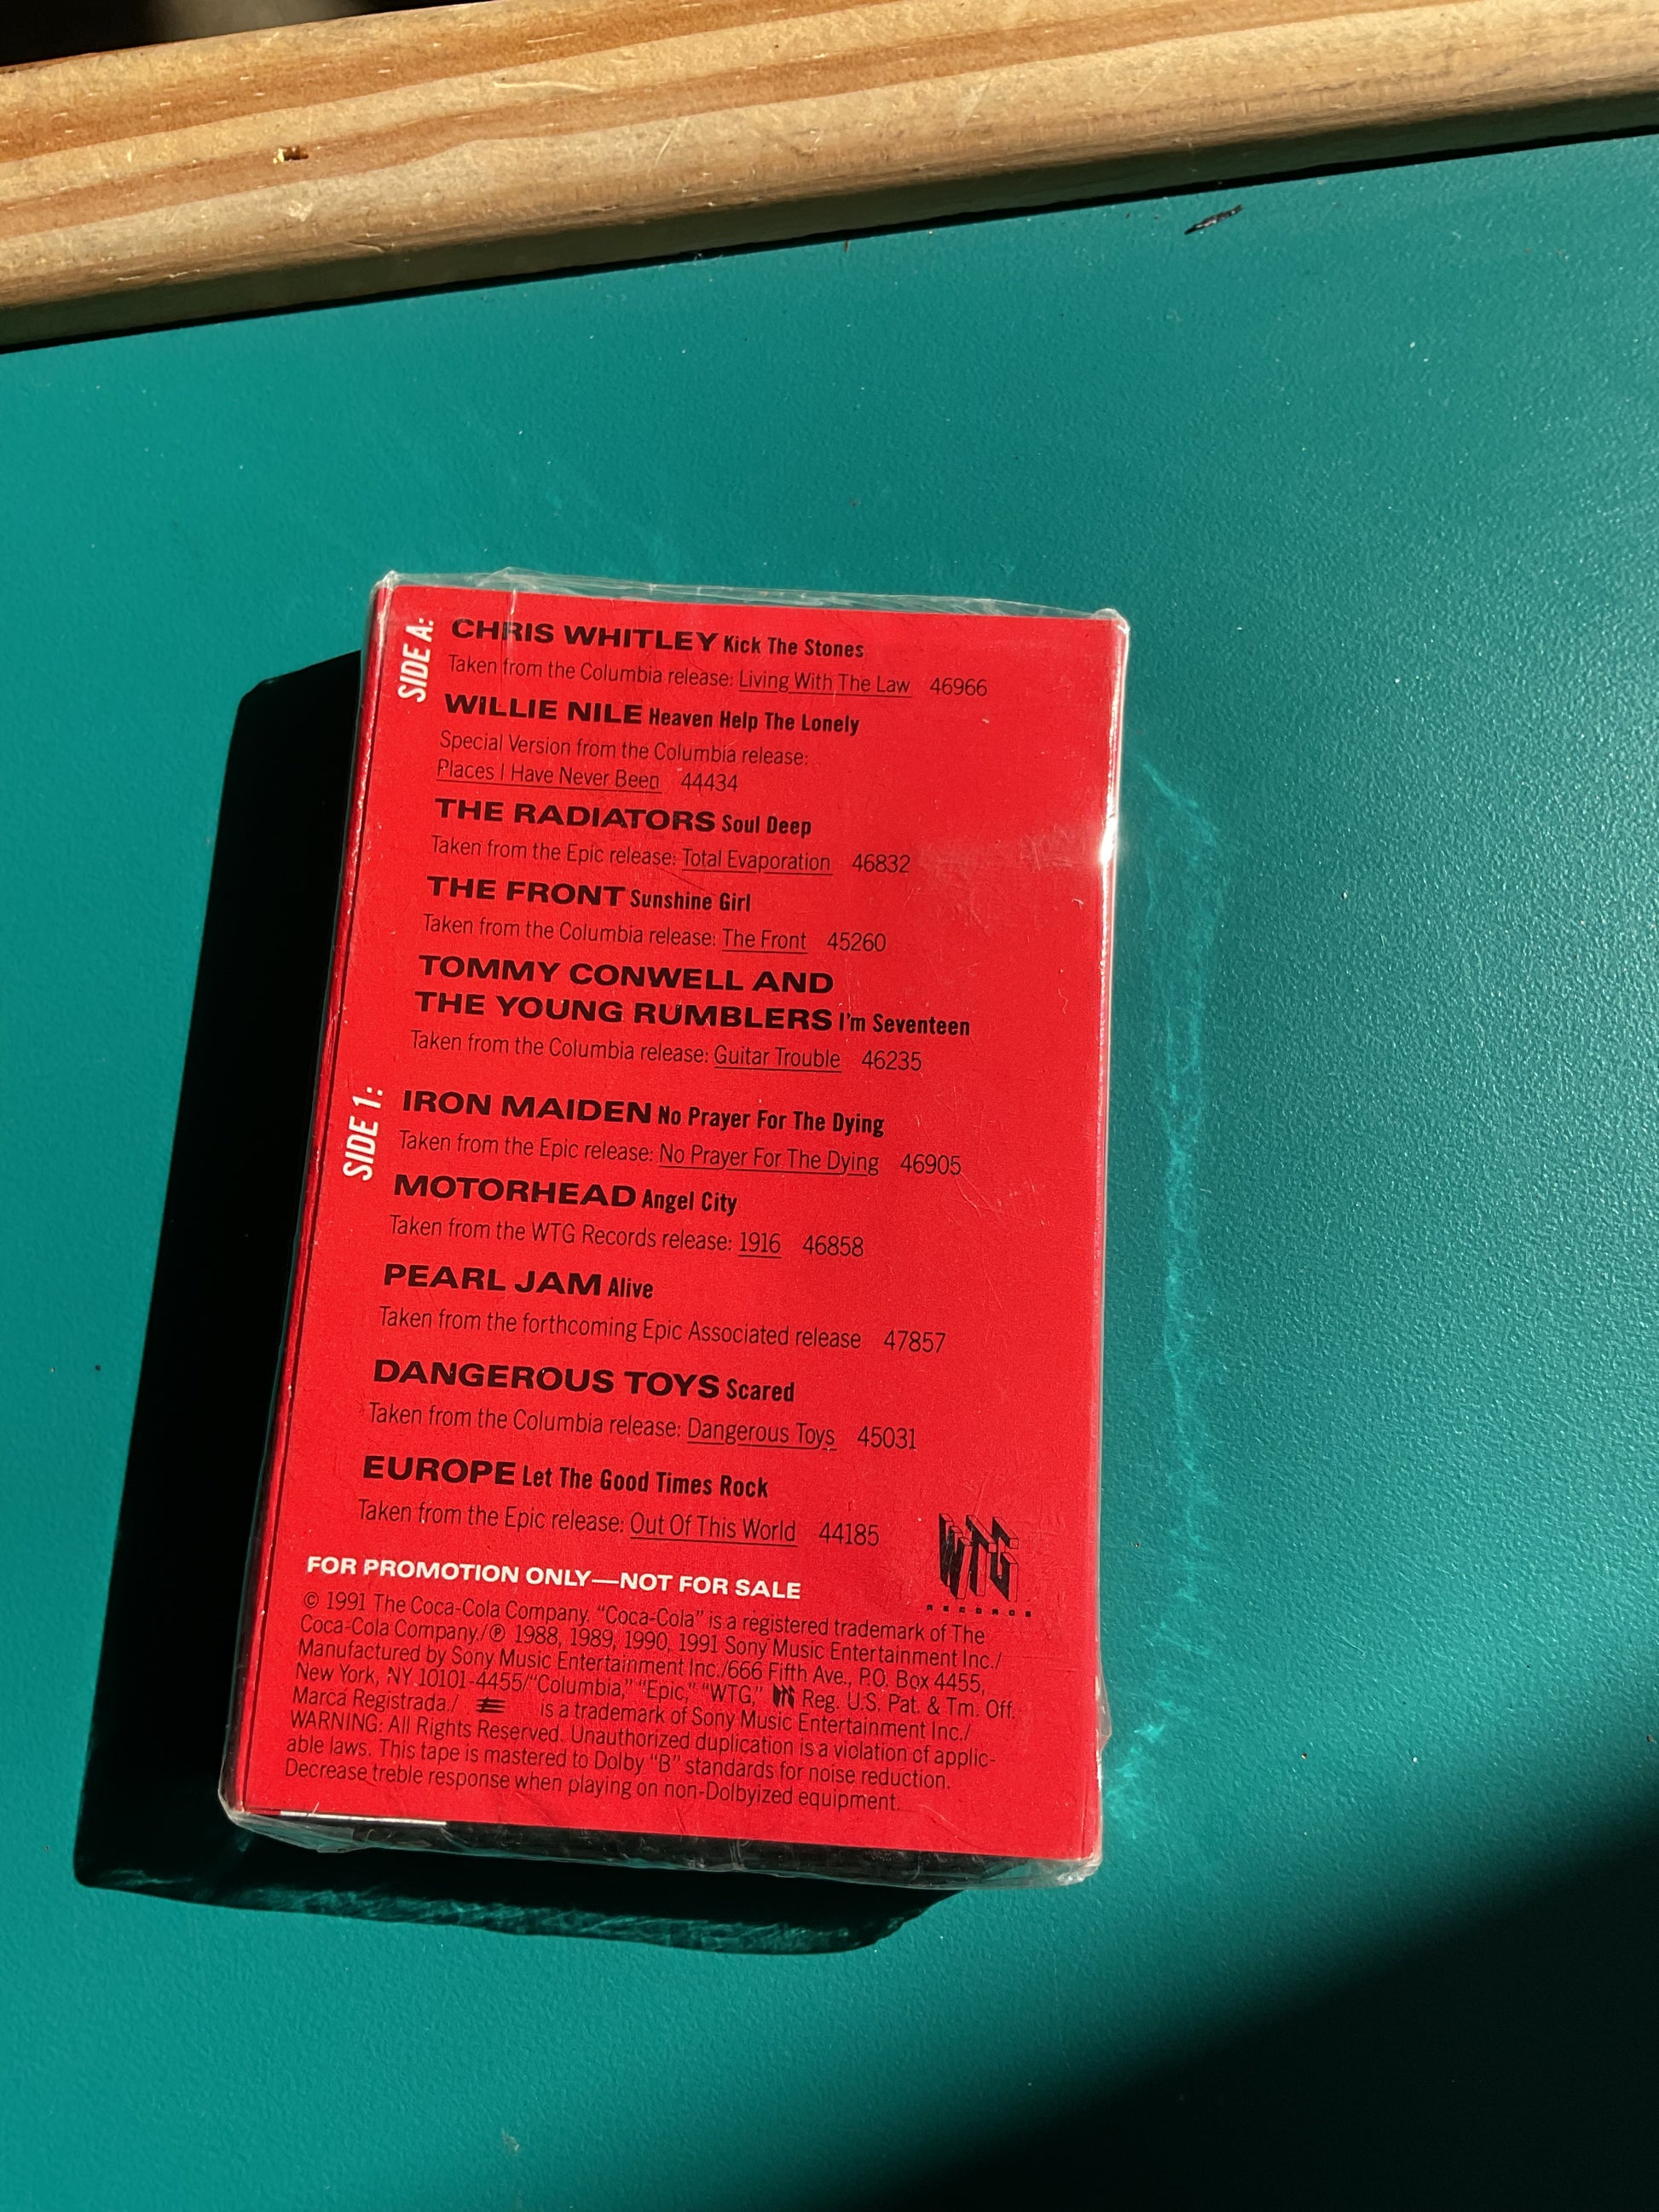 SIDE A:
CHRIS WHITLEY Kick The Stones
Taken from the Columbia release: Living With The Law 46966
WILLIE NILE Heaven Help The Lonely
Special Version from the Columbia release:
Places I Have Never Been 44434
THE RADIATORS Soul Deep
Taken from the Epic release: Total Evaporation 46832
THE FRONT Sunshine Girl
Taken from the Columbia release: The Front 45260
TOMMY CONWELL AND
THE YOUNG RUMBLERS I'm Seventeen
Taken from the Columbia release: Guitar Trouble 46235
SIDE 1:
IRON MAIDEN No Prayer For The Dying
Taken from the Epic release: No Prayer For The Dying 46905
MOTORHEAD Angel City
Taken from the WTG Records release: 1916 46858
PEARL JAM Alive
Taken from the forthcoming Epic Associated release 47857
DANGEROUS TOYS Scared
Taken from the Columbia release: Dangerous Toys 45031
EUROPE Let The Good Times Rock
Taken from the Epic release: Out Of This World 44185
WTG
RECORDS
FOR PROMOTION ONLY—NOT FOR SALE
© 1991 The Coca-Cola Company. “Coca-Cola” is a registered trademark of The
Coca-Cola Company./℗ 1988, 1989, 1990, 1991 Sony Music Entertainment Inc./
Manufactured by Sony Music Entertainment Inc./666 Fifth Ave., P.O. Box 4455,
New York, NY 10101-4455/“Columbia,” “Epic,” “WTG,” WTG Reg. U.S. Pat. & Tm. Off.
Marca Registrada./ is a trademark of Sony Music Entertainment Inc./
WARNING: All Rights Reserved. Unauthorized duplication is a violation of applic-
able laws. This tape is mastered to Dolby “B” standards for noise reduction.
Decrease treble response when playing on non-Dolbyized equipment.